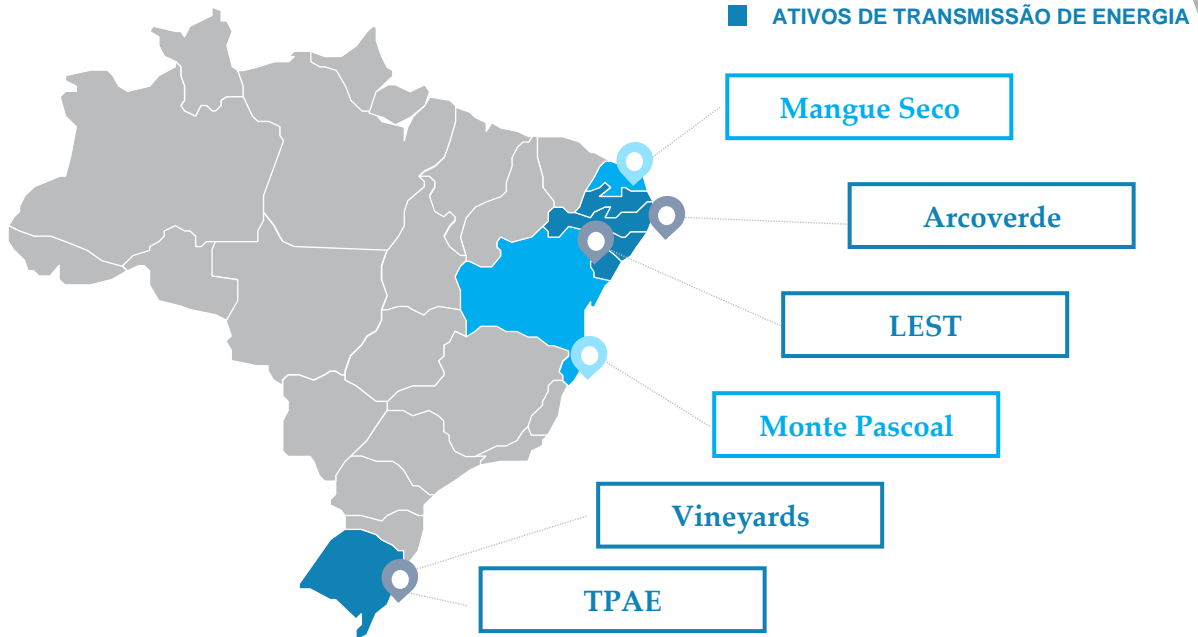 ATIVOS DE TRANSMISSÃO DE ENERGIA
Mangue Seco
Arcoverde
LEST
Monte Pascoal
Vineyards
TPAE